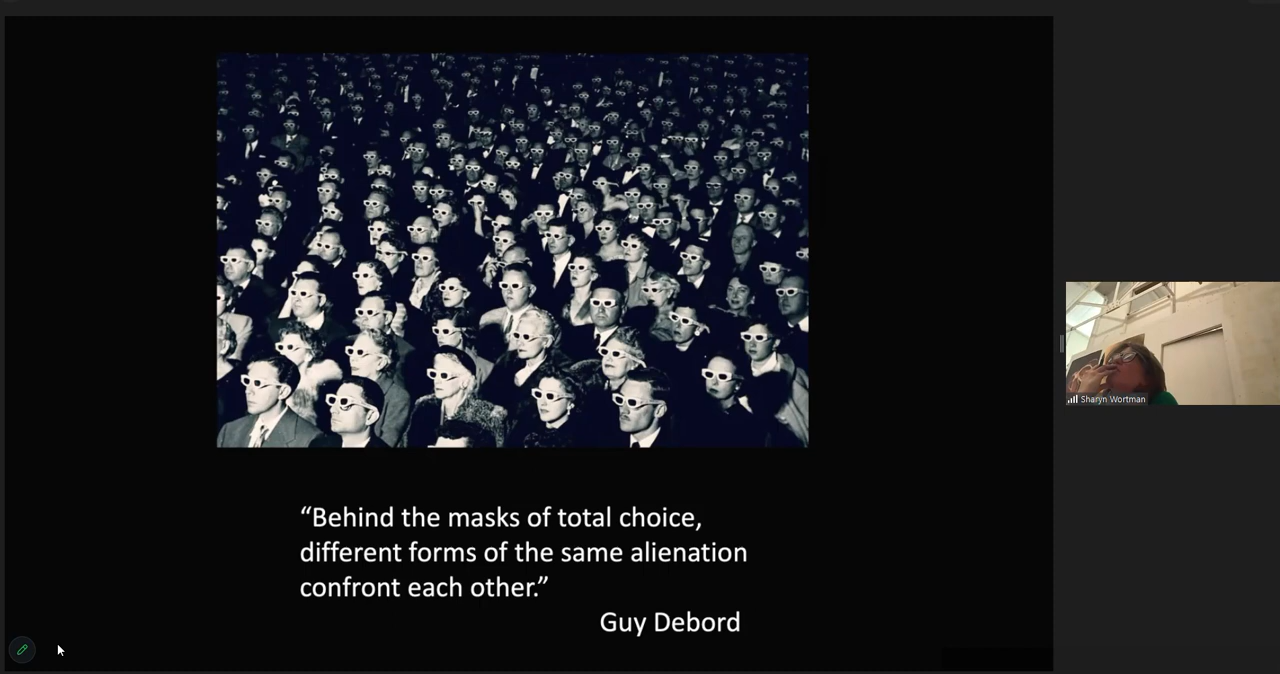 “Behind the masks of total choice,
different forms of the same alienation
confront each other.”
Guy Debord
Sharyn Wortman